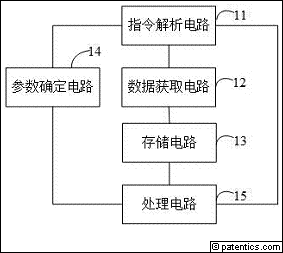 指令解析电路
11
14
参数确定电路
数据获取电路
12
存储电路
13
处理电路
15
© patentics.com